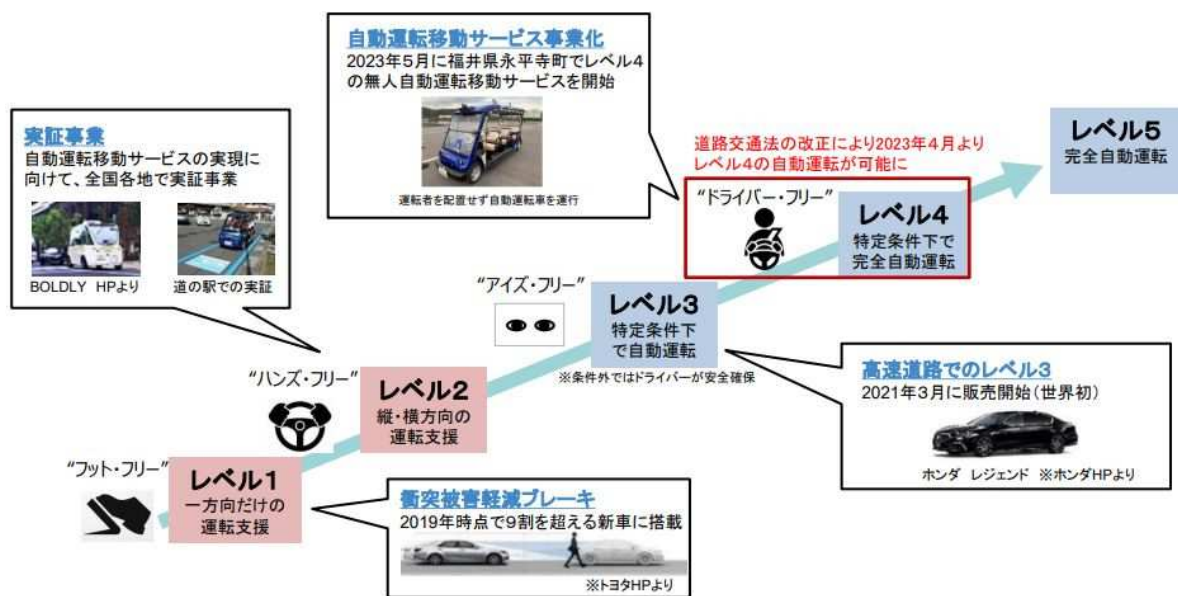 自動運転移動サービス事業化
2023年5月に福井県永平寺町でレベル4
の無人自動運転移動サービスを開始
運転者を配置せず自動運転車を運行
実証事業
自動運転移動サービスの実現に
向けて、全国各地で実証事業
BOLDLY HPより
道の駅での実証
道路交通法の改正により2023年4月より
レベル4の自動運転が可能に
レベル5
完全自動運転
“ドライバー・フリー”
レベル4
特定条件下で
完全自動運転
“アイズ・フリー”
レベル3
特定条件下
で自動運転
※条件外ではドライバーが安全確保
高速道路でのレベル3
2021年3月に販売開始(世界初)
ホンダ レジェンド ※ホンダHPより
“ハンズ・フリー”
レベル2
縦・横方向の
運転支援
“フット・フリー”
レベル1
一方向だけの
運転支援
衝突被害軽減ブレーキ
2019年時点で9割を超える新車に搭載
※トヨタHPより